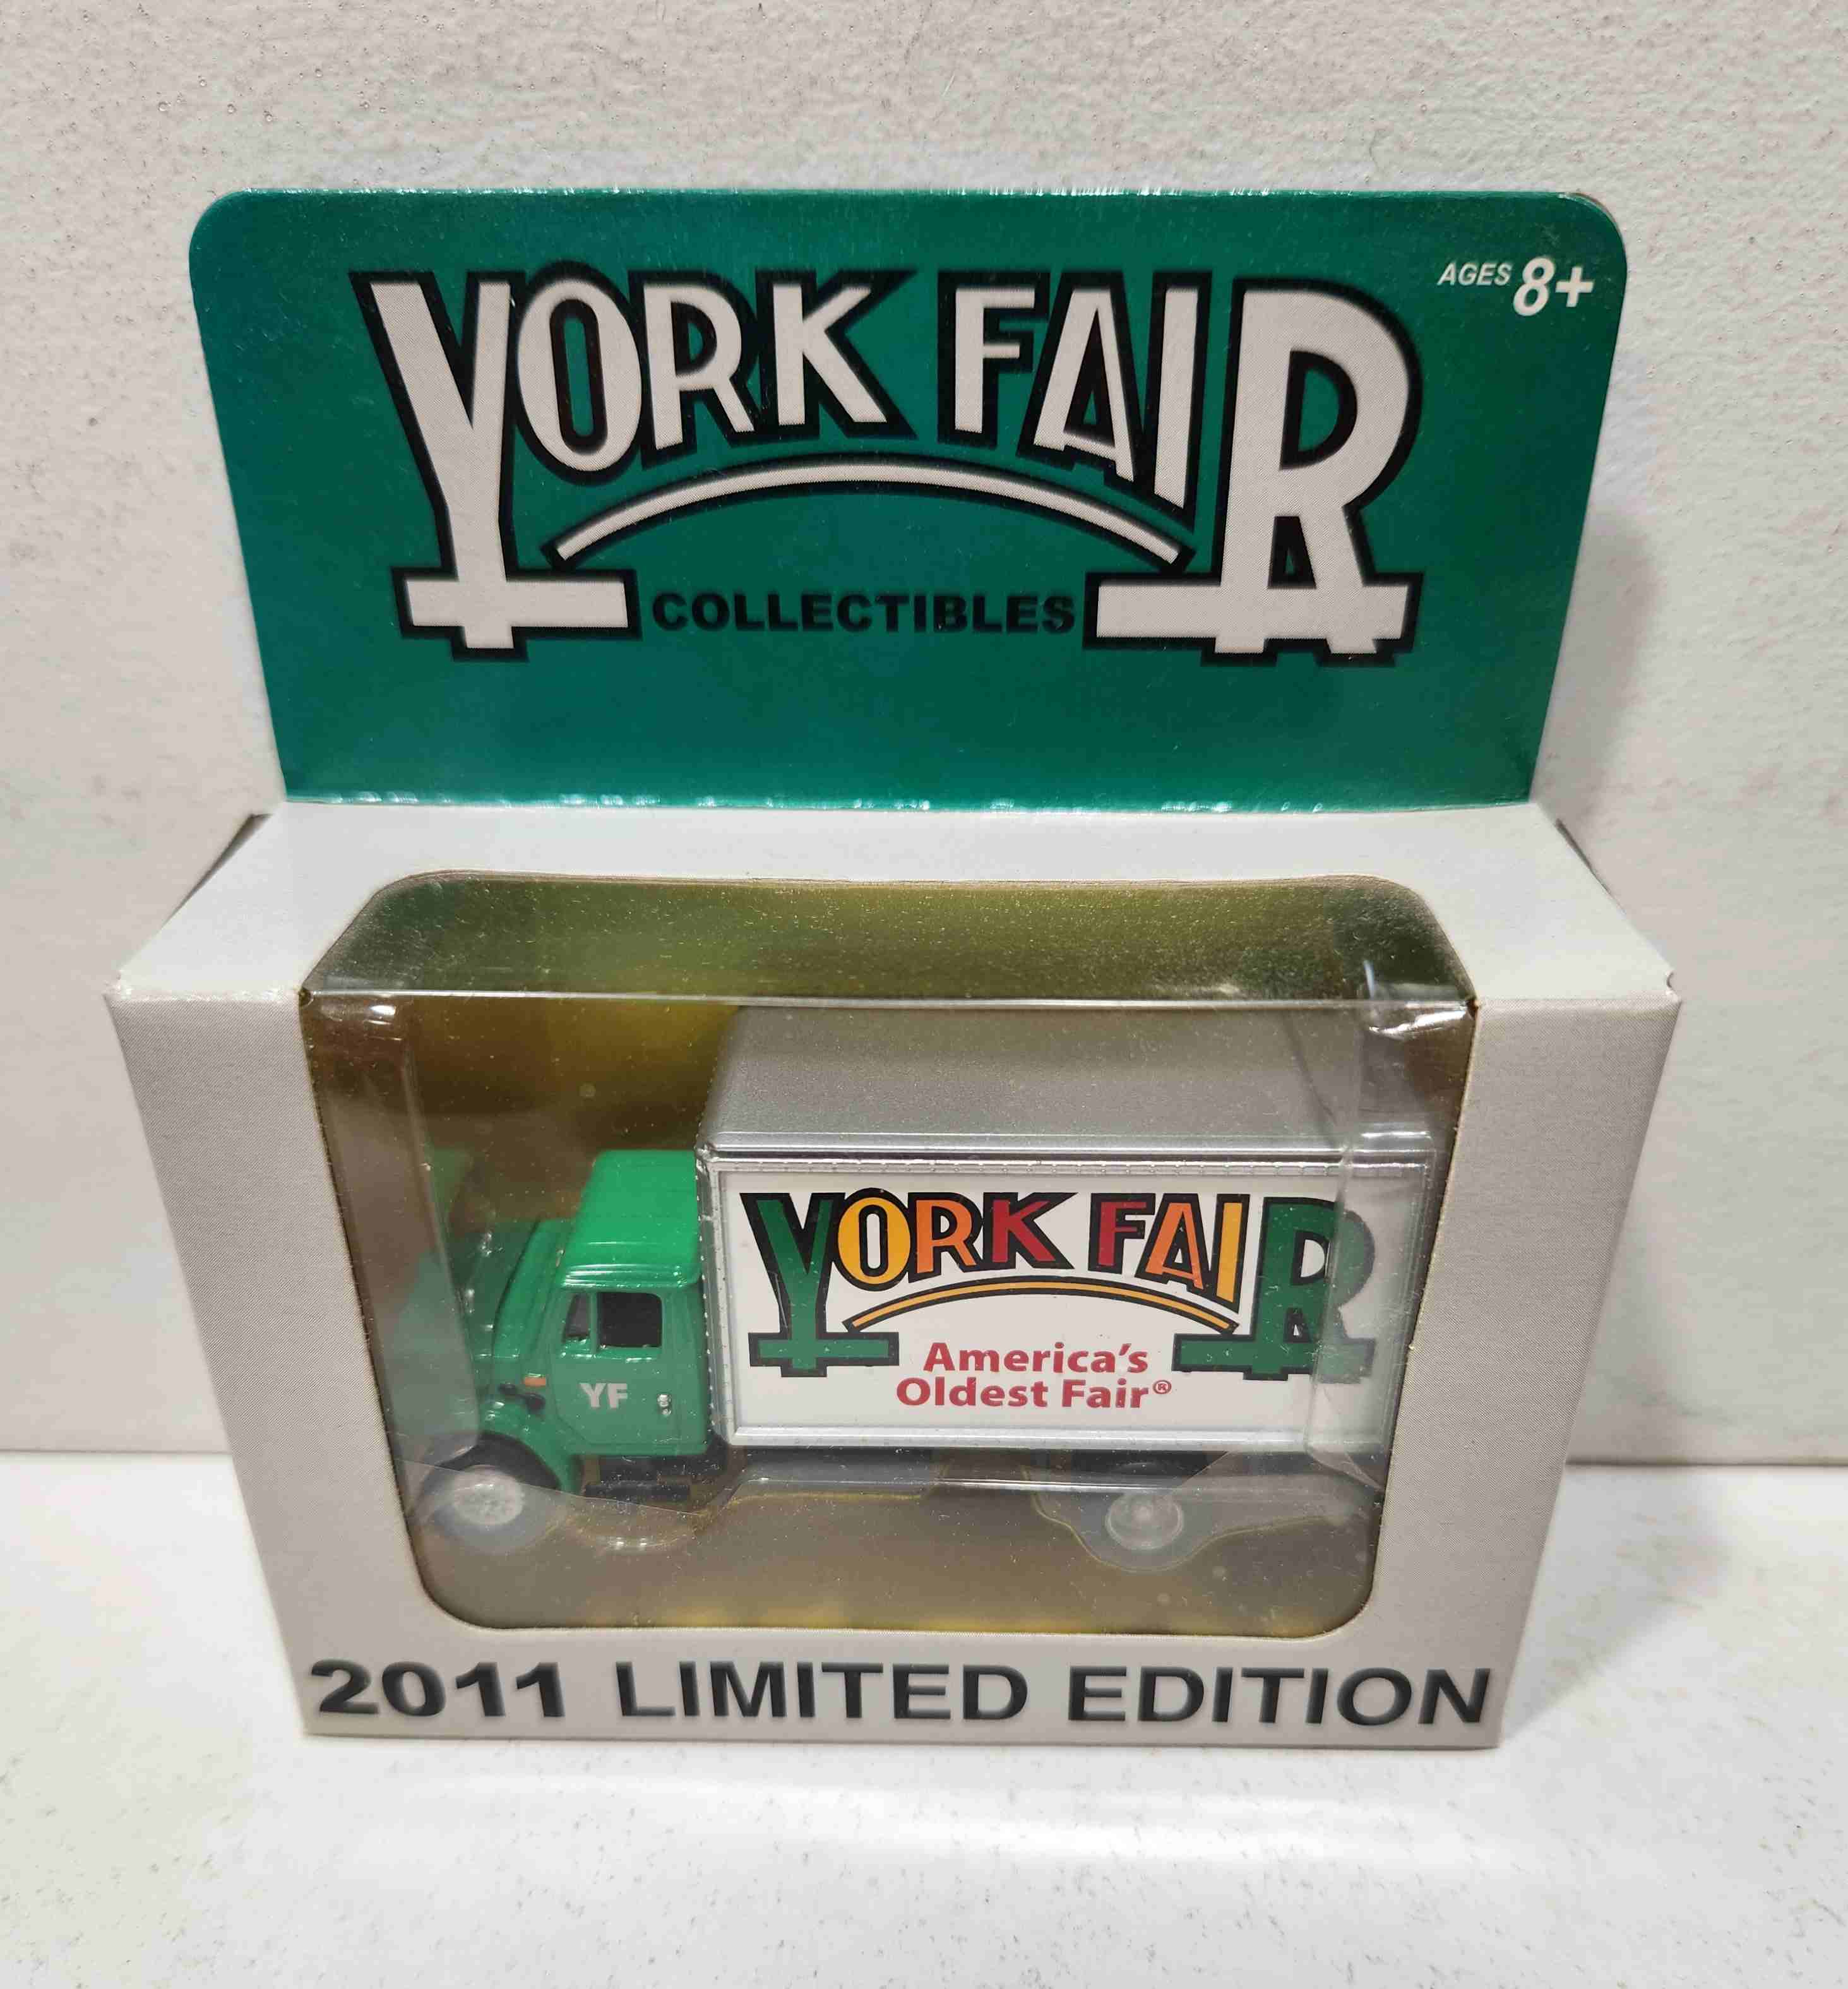 YORK FAIR
AGES 8+
COLLECTIBLES
YORK FAIR
America's
Oldest Fair®
YF
2011 LIMITED EDITION